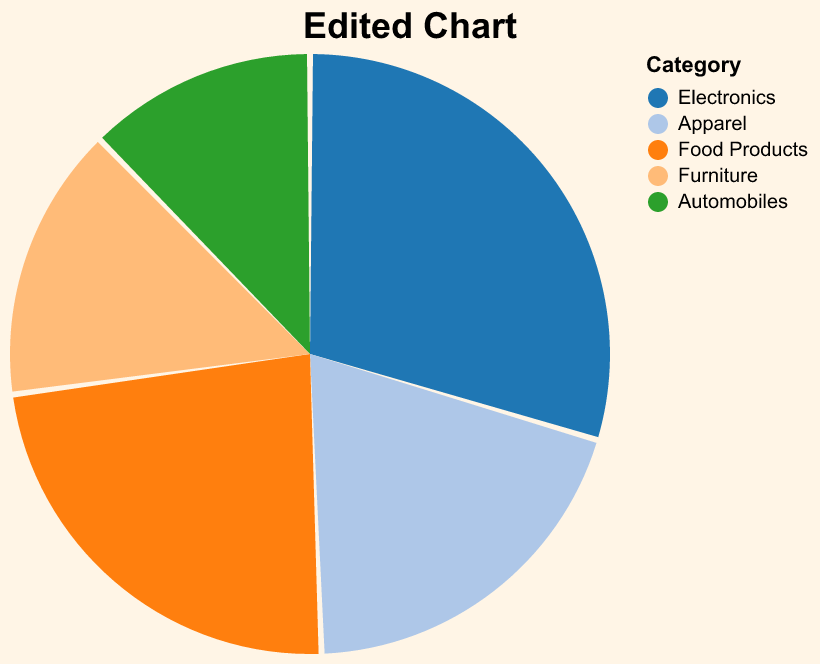 Edited Chart
Category
Electronics
Apparel
Food Products
Furniture
Automobiles